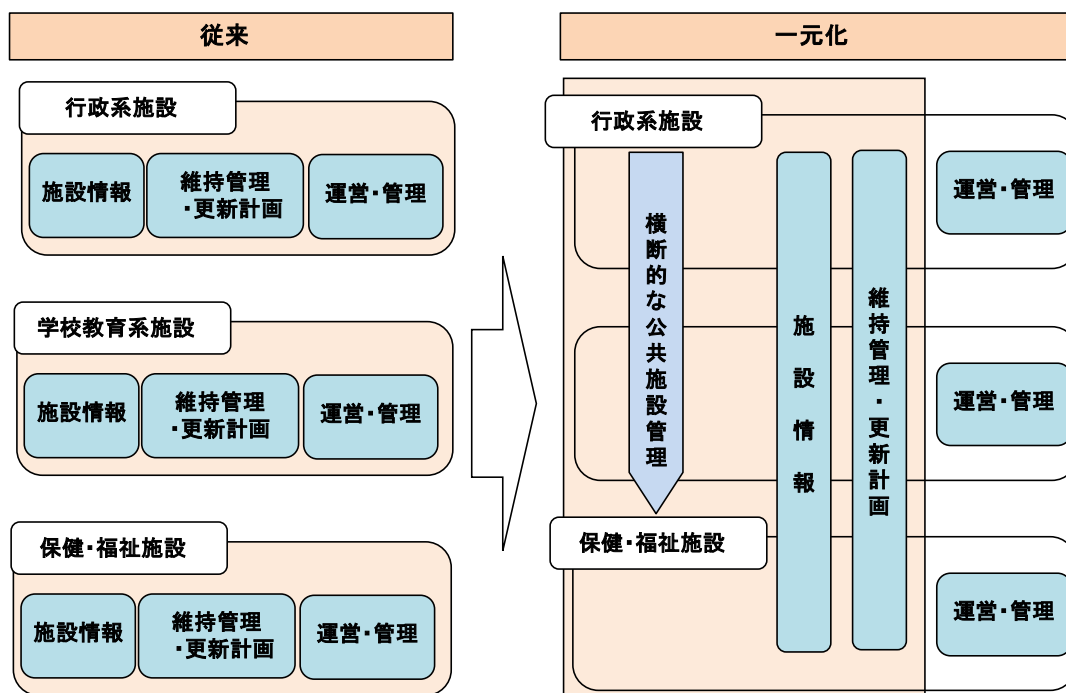 従来
行政系施設
施設情報
維持管理
・更新計画
運営・管理
学校教育系施設
施設情報
維持管理
・更新計画
運営・管理
保健・福祉施設
施設情報
維持管理
・更新計画
運営・管理
一元化
行政系施設
横断的な公共施設管理
施設情報
維持管理・更新計画
運営・管理
運営・管理
保健・福祉施設
運営・管理